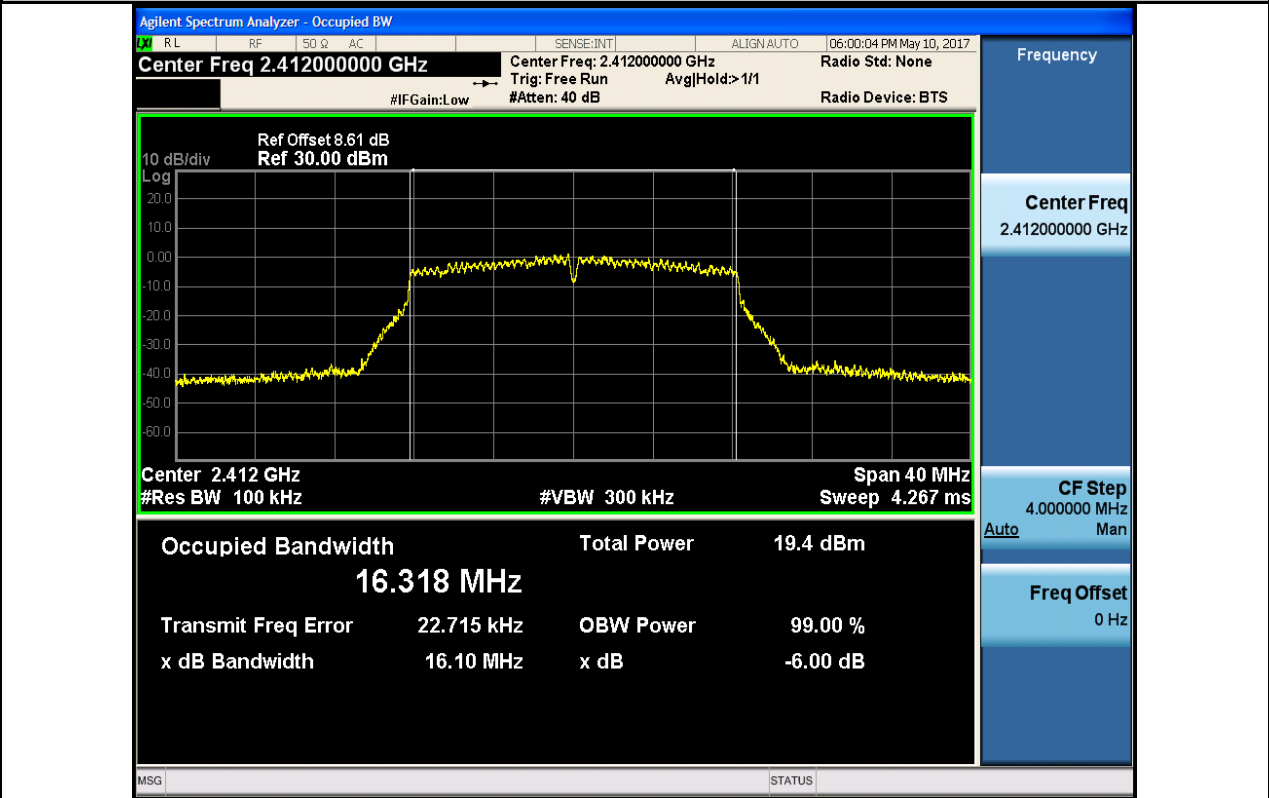 Agilent Spectrum Analyzer - Occupied BW
LXI RL RF 50 Ω AC SENSE:INT ALIGN AUTO 06:00:04 PM May 10, 2017
Center Freq 2.412000000 GHz
Center Freq: 2.412000000 GHz
Radio Std: None
Trig: Free Run Avg|Hold:>1/1
#IFGain:Low
#Atten: 40 dB
Radio Device: BTS
Ref Offset 8.61 dB
10 dB/div Ref 30.00 dBm
Log
20.0
10.0
0.00
-10.0
-20.0
-30.0
-40.0
-50.0
-60.0
Center 2.412 GHz Span 40 MHz
#Res BW 100 kHz #VBW 300 kHz Sweep 4.267 ms
Occupied Bandwidth Total Power 19.4 dBm
16.318 MHz
Transmit Freq Error 22.715 kHz OBW Power 99.00 %
x dB Bandwidth 16.10 MHz x dB -6.00 dB
MSG STATUS
Frequency
Center Freq
2.412000000 GHz
CF Step
4.000000 MHz
Auto Man
Freq Offset
0 Hz